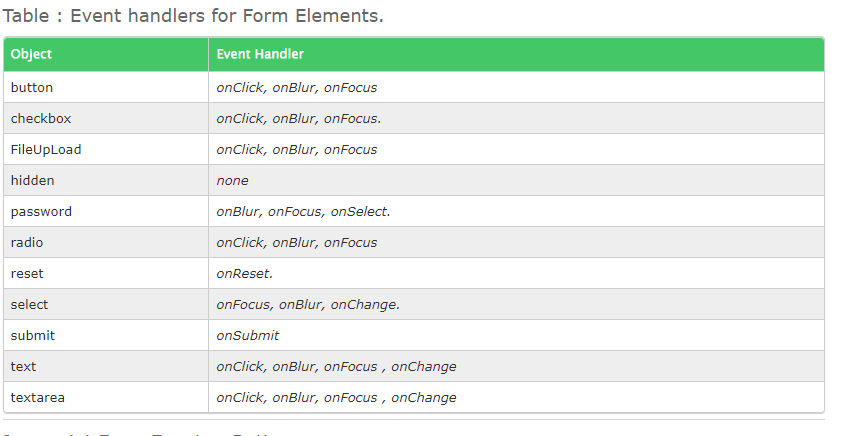 Table : Event handlers for Form Elements.
Object Event Handler
button onClick, onBlur, onFocus
checkbox onClick, onBlur, onFocus.
FileUpLoad onClick, onBlur, onFocus
hidden none
password onBlur, onFocus, onSelect.
radio onClick, onBlur, onFocus
reset onReset.
select onFocus, onBlur, onChange.
submit onSubmit
text onClick, onBlur, onFocus , onChange
textarea onClick, onBlur, onFocus , onChange